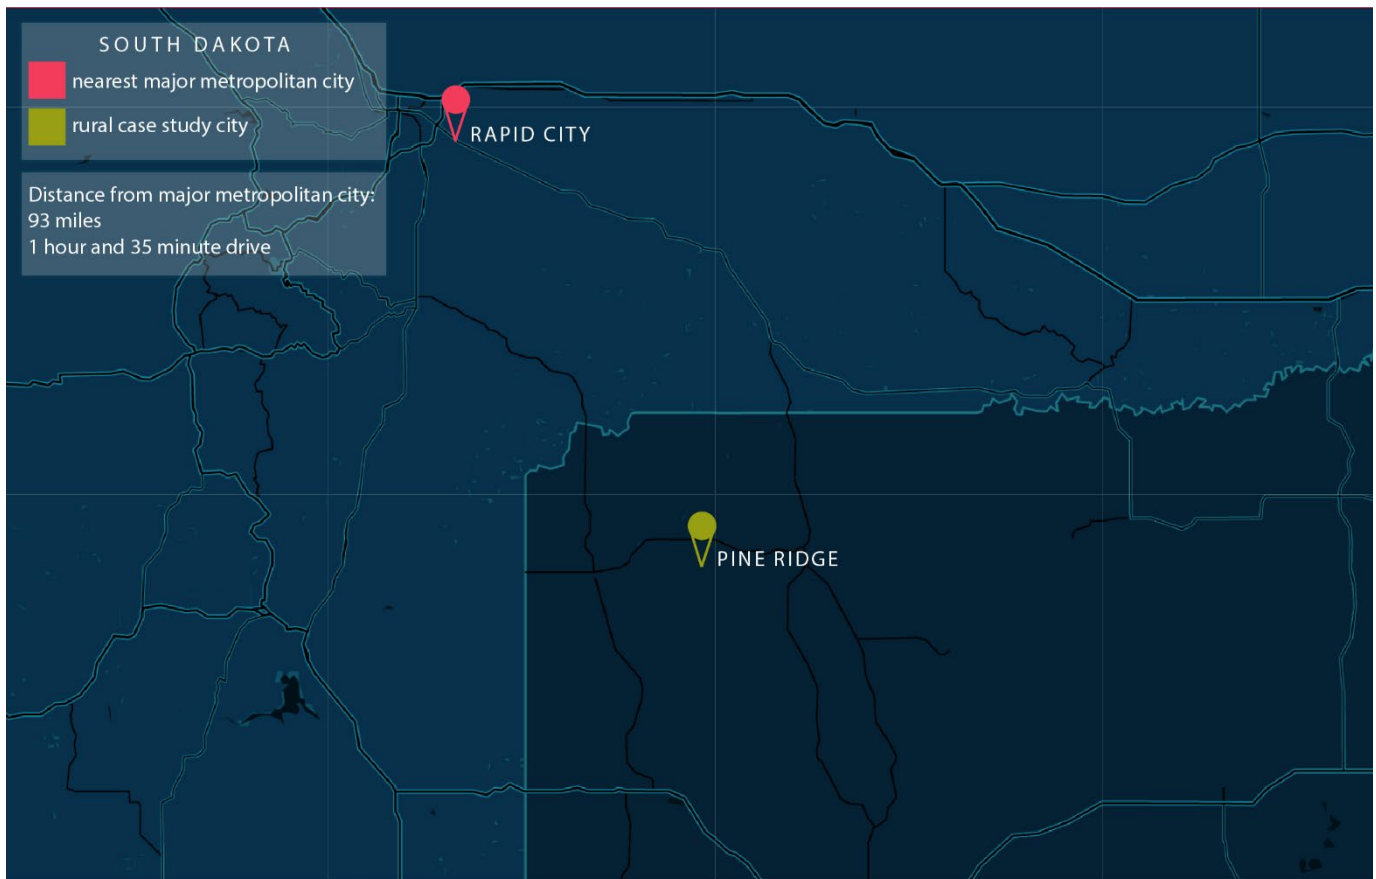 SOUTH DAKOTA
nearest major metropolitan city
rural case study city
Distance from major metropolitan city:
93 miles
1 hour and 35 minute drive
RAPID CITY
PINE RIDGE